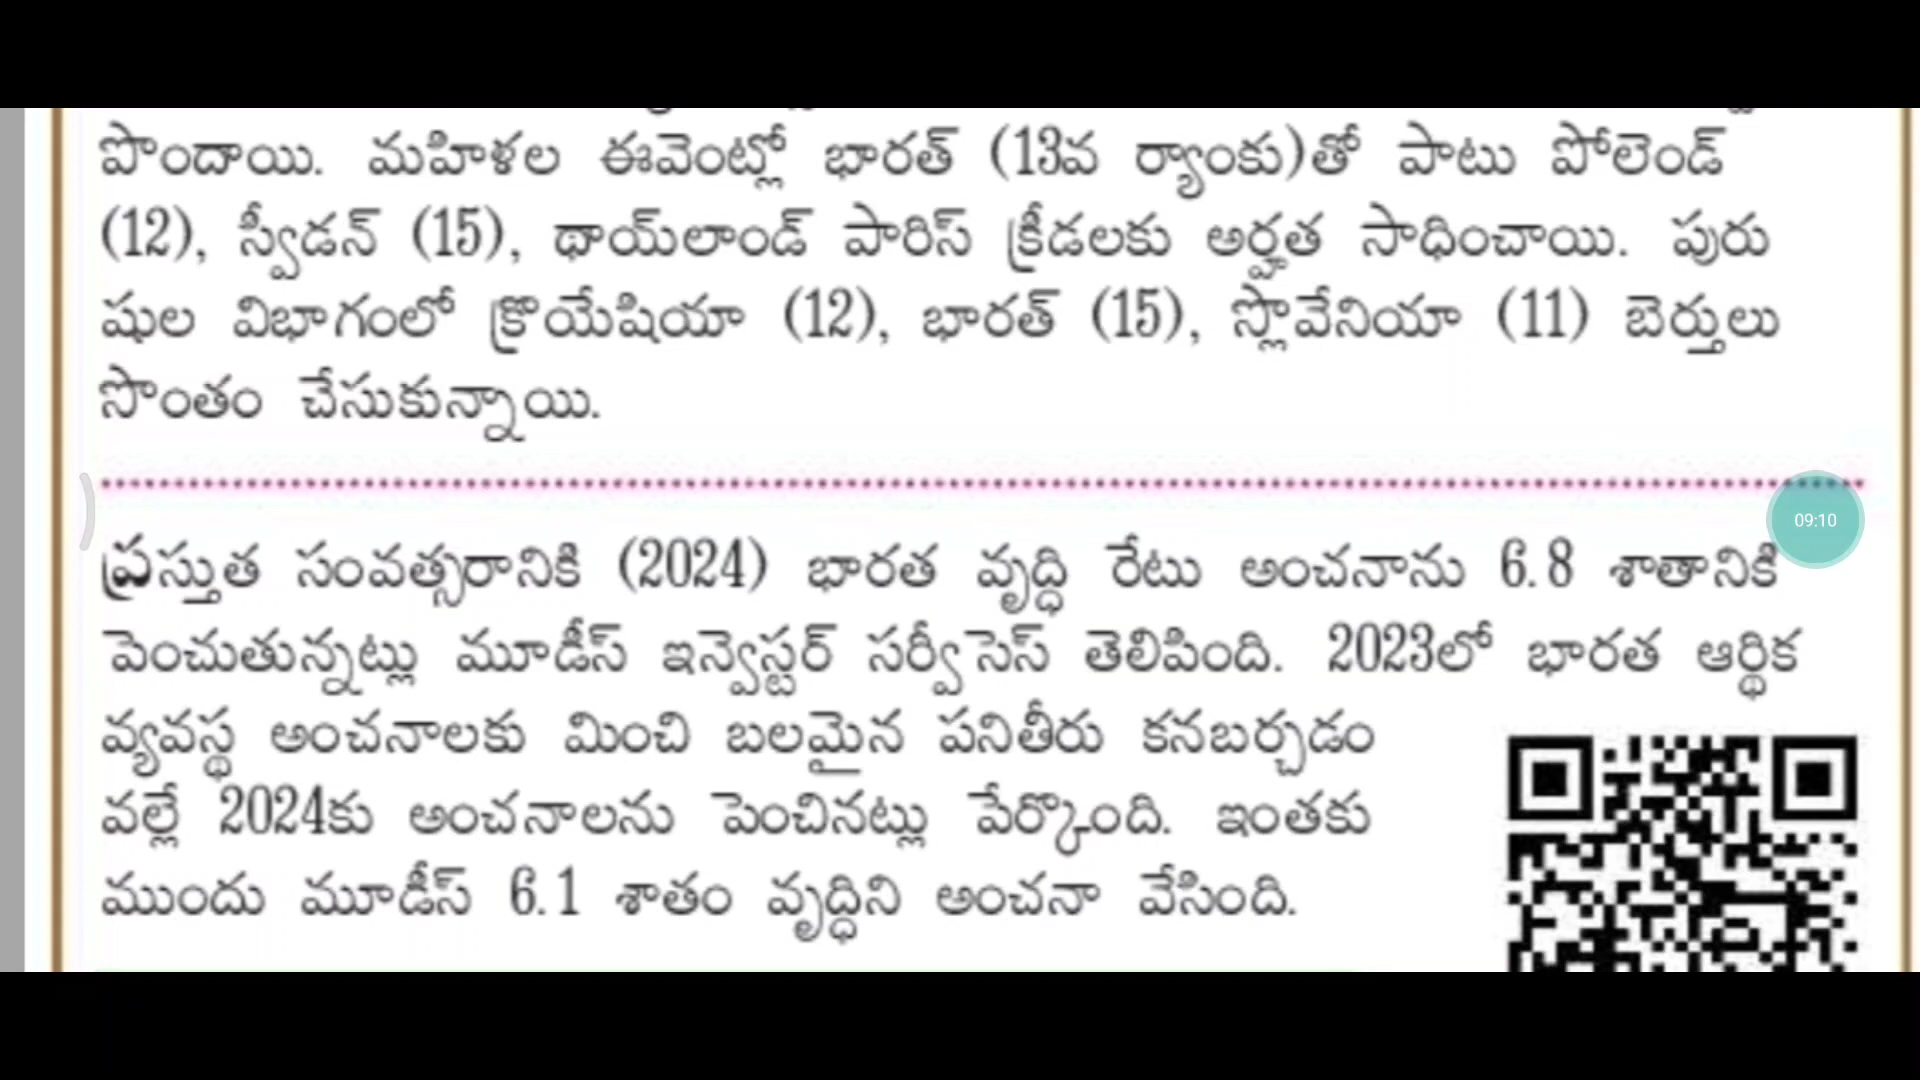 పొందాయి. మహిళల ఈవెంట్లో భారత్ (13వ ర్యాంకు)తో పాటు పోలెండ్
(12), స్వీడన్ (15), థాయ్‌లాండ్ పారిస్ క్రీడలకు అర్హత సాధించాయి. పురు
షుల విభాగంలో క్రొయేషియా (12), భారత్ (15), స్లొవేనియా (11) బెర్తులు
సొంతం చేసుకున్నాయి.
ప్రస్తుత సంవత్సరానికి (2024) భారత వృద్ధి రేటు అంచనాను 6.8 శాతానికి
09:10
పెంచుతున్నట్లు మూడీస్ ఇన్వెస్టర్ సర్వీసెస్ తెలిపింది. 2023లో భారత ఆర్థిక
వ్యవస్థ అంచనాలకు మించి బలమైన పనితీరు కనబర్చడం
వల్లే 2024కు అంచనాలను పెంచినట్లు పేర్కొంది. ఇంతకు
ముందు మూడీస్ 6.1 శాతం వృద్ధిని అంచనా వేసింది.